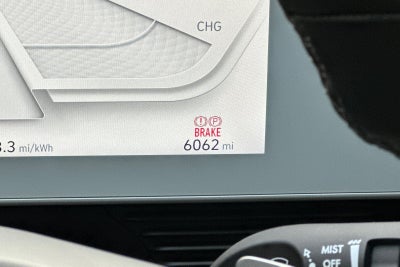 CHG
P
BRAKE
.3 mi/kWh 6062 mi
MIST
OFF